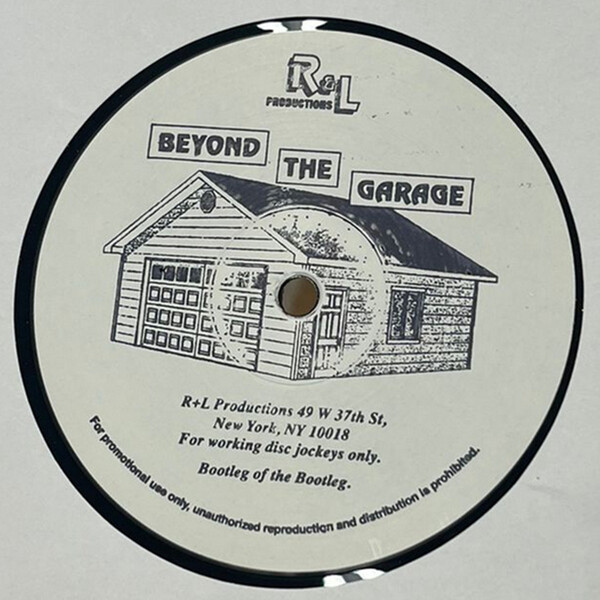 R&L
PRODUCTIONS
BEYOND
THE
GARAGE
R+L Productions 49 W 37th St,
New York, NY 10018
For working disc jockeys only.
Bootleg of the Bootleg.
For promotional use only, unauthorized reproduction and distribution is prohibited.